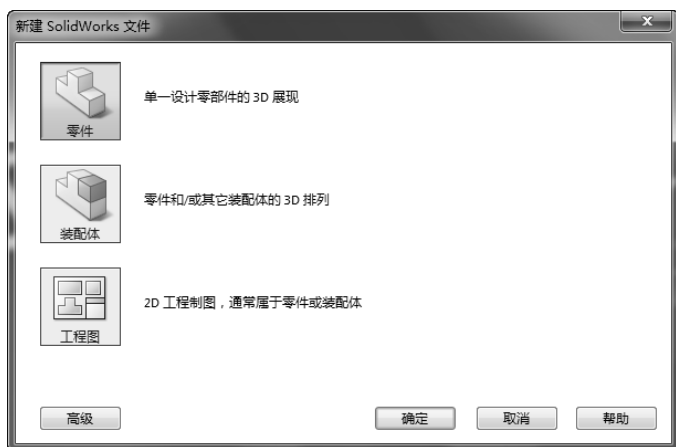 新建 SolidWorks 文件
单一设计零部件的 3D 展现
零件
零件和/或其它装配体的 3D 排列
装配体
2D 工程制图，通常属于零件或装配体
工程图
高级 确定 取消 帮助